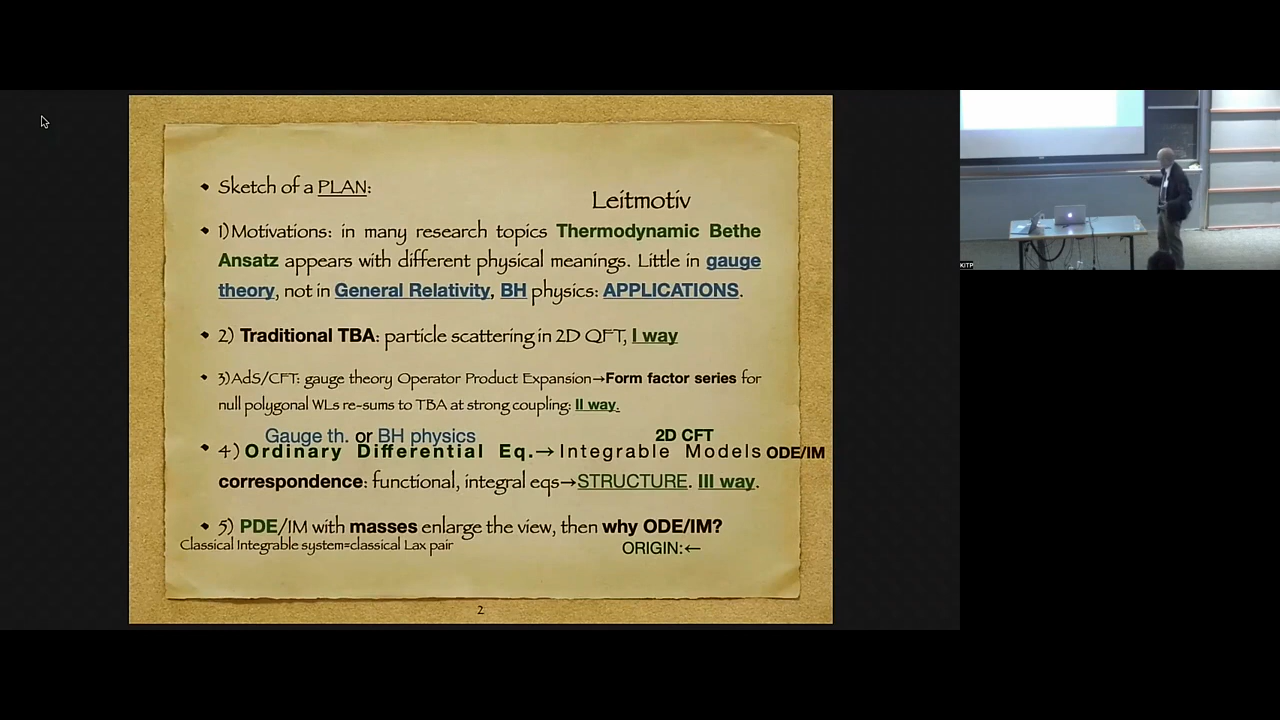 • Sketch of a PLAN:
Leitmotiv
• 1)Motivations: in many research topics Thermodynamic Bethe
Ansatz appears with different physical meanings. Little in gauge
theory, not in General Relativity, BH physics: APPLICATIONS.
• 2) Traditional TBA: particle scattering in 2D QFT, I way
• 3)AdS/CFT: gauge theory Operator Product Expansion→Form factor series for
null polygonal WLs re-sums to TBA at strong coupling: II way.
Gauge th. or BH physics 2D CFT
• 4) Ordinary Differential Eq.→Integrable Models ODE/IM
correspondence: functional, integral eqs→STRUCTURE. III way.
• 5) PDE/IM with masses enlarge the view, then why ODE/IM?
Classical Integrable system=classical Lax pair ORIGIN:←
2
KITP